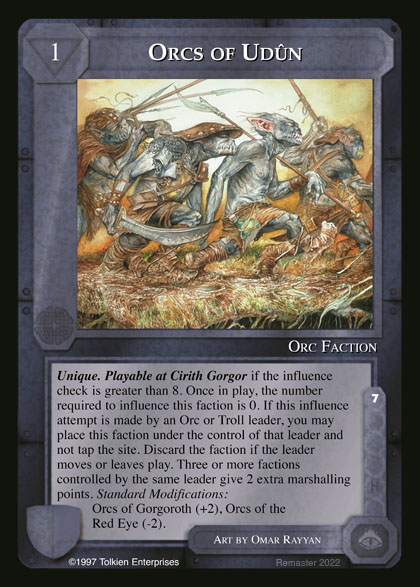 1
Orcs of Udûn
Orc Faction
Unique. Playable at Cirith Gorgor if the influence
check is greater than 8. Once in play, the number
required to influence this faction is 0. If this influence
attempt is made by an Orc or Troll leader, you may
place this faction under the control of that leader and
not tap the site. Discard the faction if the leader
moves or leaves play. Three or more factions
controlled by the same leader give 2 extra marshalling
points. Standard Modifications:
Orcs of Gorgoroth (+2), Orcs of the
Red Eye (-2).
7
H
Art by Omar Rayyan
©1997 Tolkien Enterprises
Remaster 2022